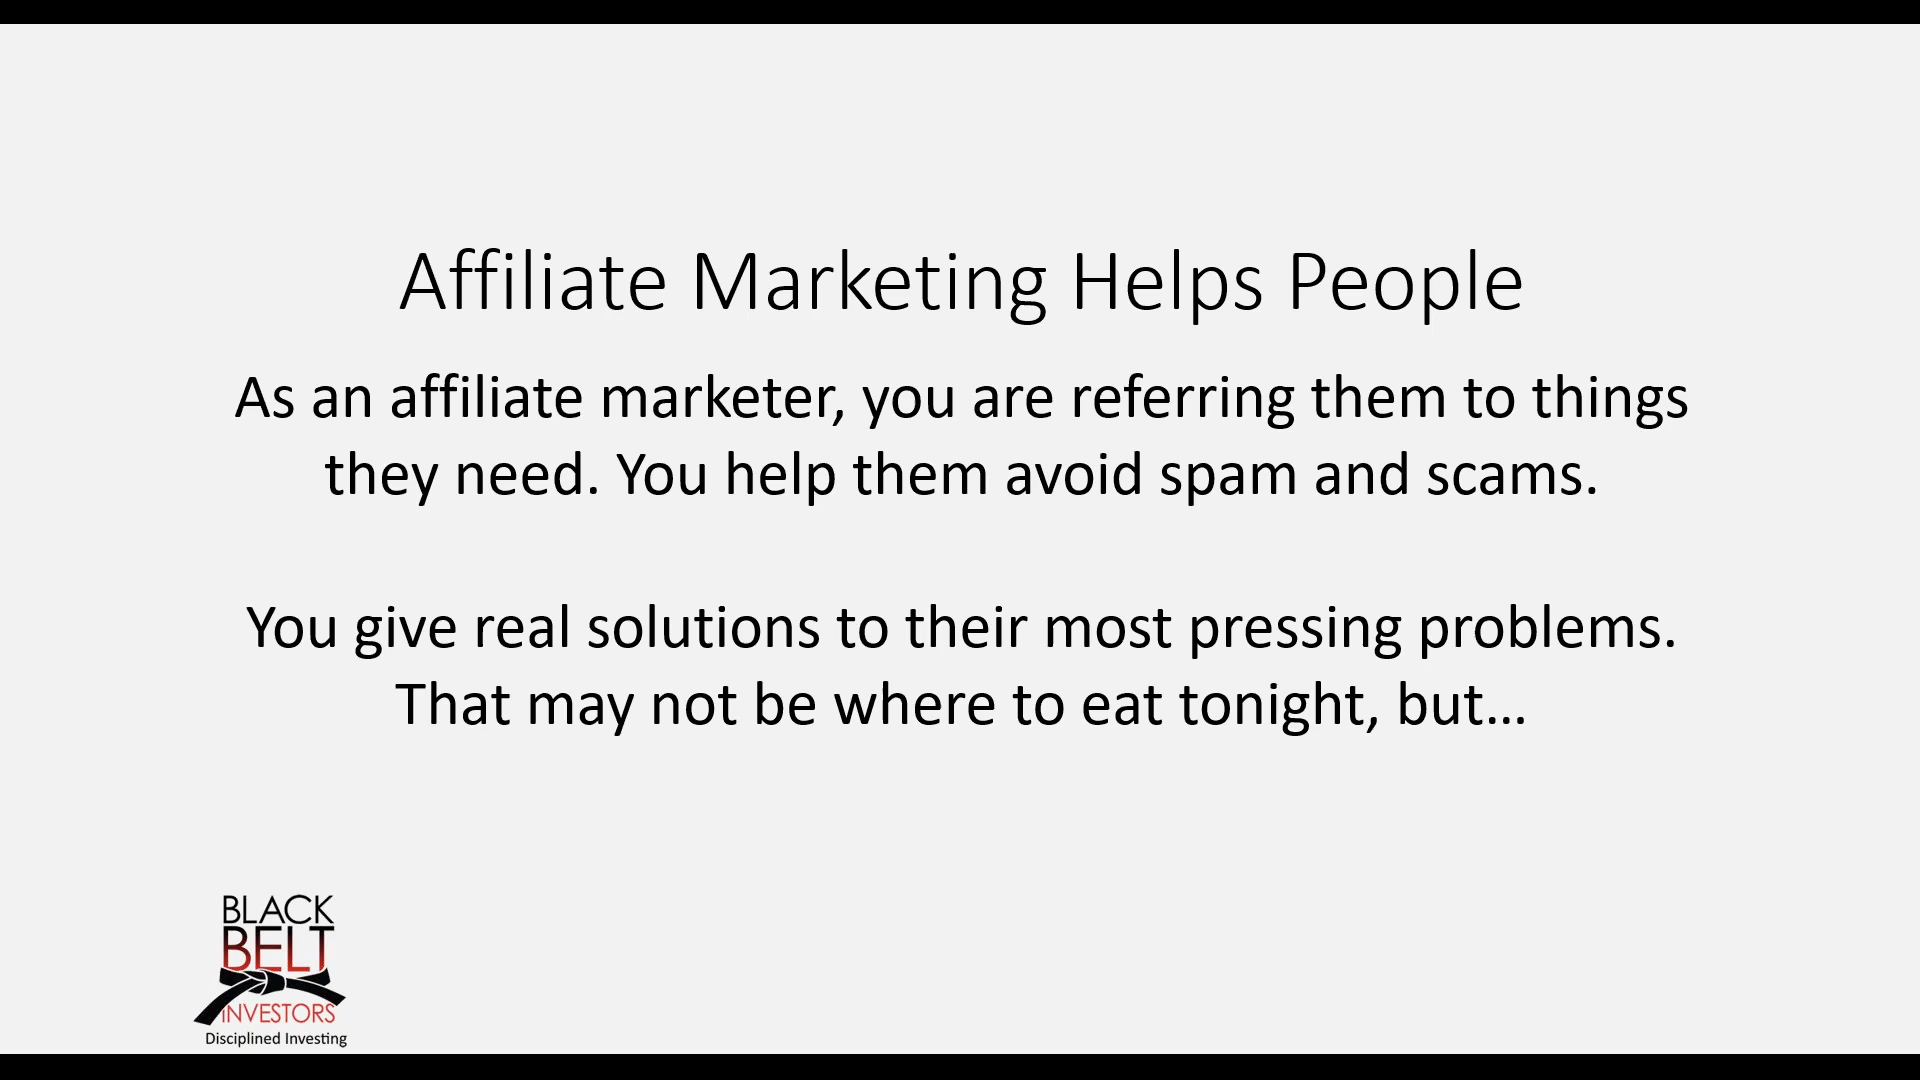 Affiliate Marketing Helps People
As an affiliate marketer, you are referring them to things
they need. You help them avoid spam and scams.
You give real solutions to their most pressing problems.
That may not be where to eat tonight, but…
BLACK
BELT
INVESTORS
Disciplined Investing